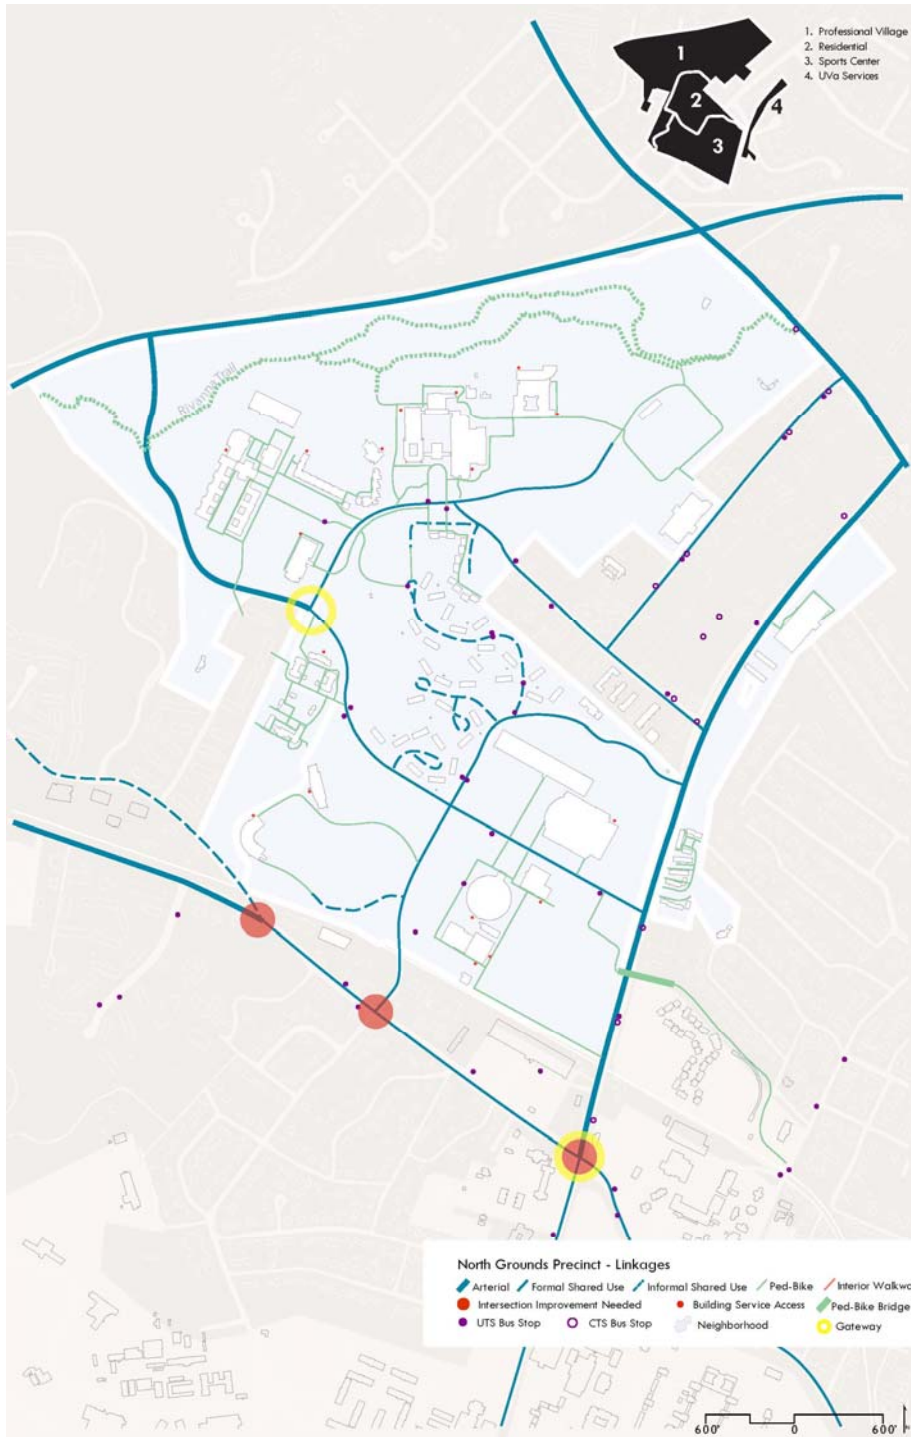 1. Professional Village
2. Residential
3. Sports Center
4. UVa Services
1
2
3
4
Rivanna Trail
North Grounds Precinct - Linkages
Arterial Formal Shared Use Informal Shared Use Ped-Bike Interior Walkwa
Intersection Improvement Needed Building Service Access Ped-Bike Bridge
UTS Bus Stop CTS Bus Stop Neighborhood Gateway
600' 0 600'